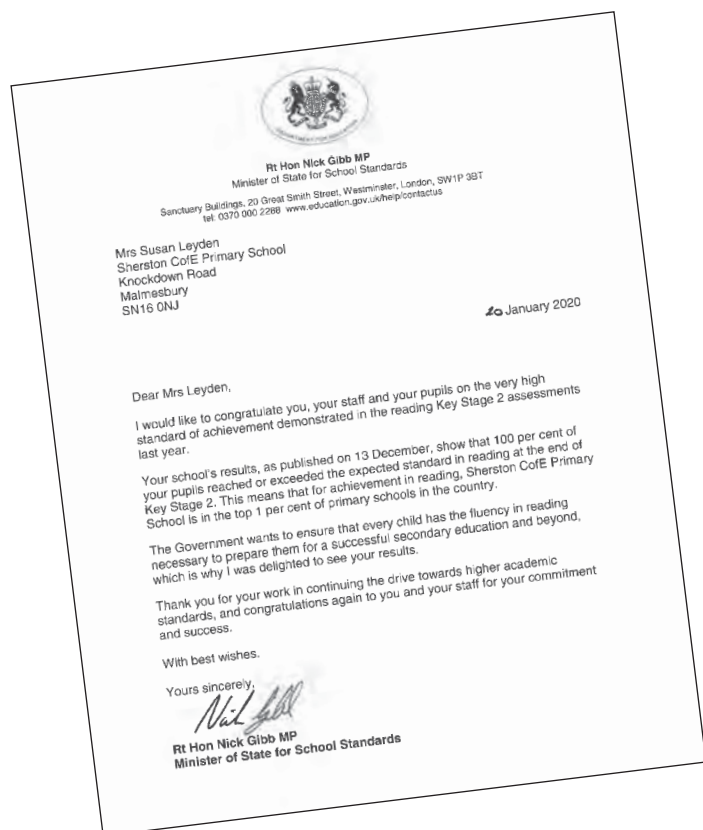 DEPARTMENT FOR EDUCATION
Rt Hon Nick Gibb MP
Minister of State for School Standards
Sanctuary Buildings, 20 Great Smith Street, Westminster, London, SW1P 3BT
tel: 0370 000 2288 www.education.gov.uk/help/contactus
Mrs Susan Leyden
Sherston CofE Primary School
Knockdown Road
Malmesbury
SN16 0NJ
20 January 2020
Dear Mrs Leyden,
I would like to congratulate you, your staff and your pupils on the very high
standard of achievement demonstrated in the reading Key Stage 2 assessments
last year.
Your school's results, as published on 13 December, show that 100 per cent of
your pupils reached or exceeded the expected standard in reading at the end of
Key Stage 2. This means that for achievement in reading, Sherston CofE Primary
School is in the top 1 per cent of primary schools in the country.
The Government wants to ensure that every child has the fluency in reading
necessary to prepare them for a successful secondary education and beyond,
which is why I was delighted to see your results.
Thank you for your work in continuing the drive towards higher academic
standards, and congratulations again to you and your staff for your commitment
and success.
With best wishes.
Yours sincerely,
Nick Gibb
Rt Hon Nick Gibb MP
Minister of State for School Standards